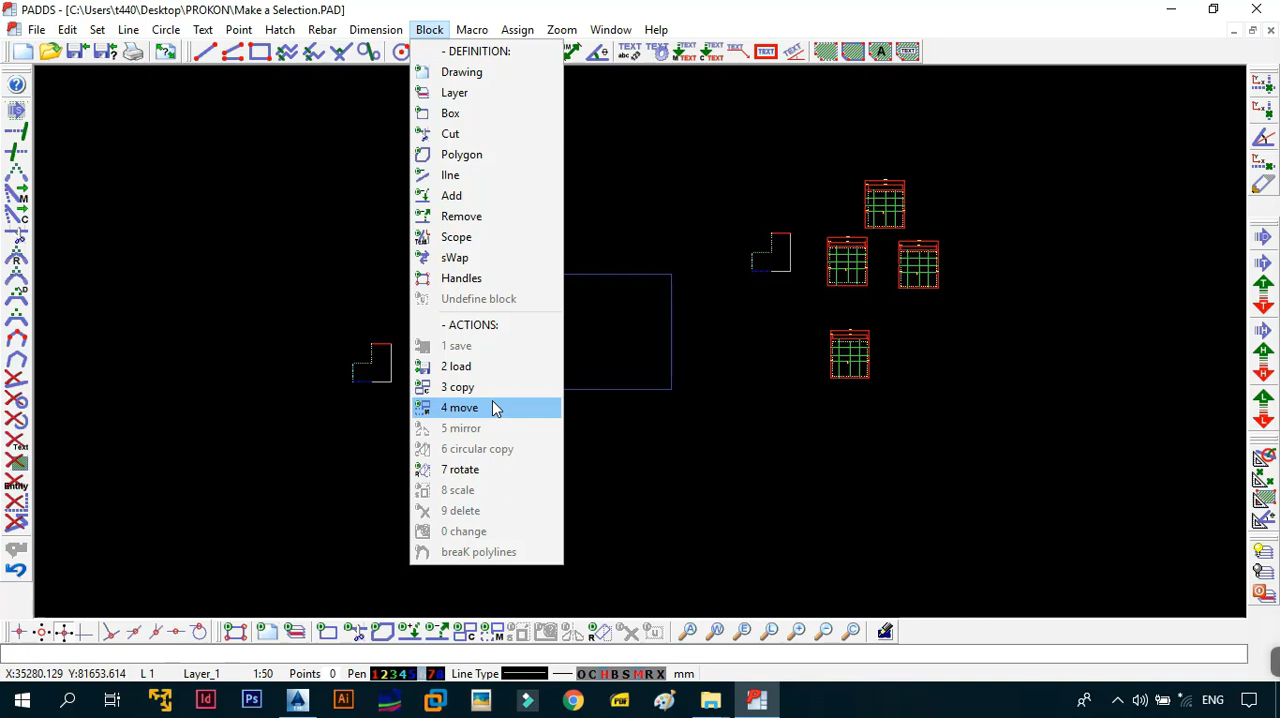 PADDS - [C:\Users\t440\Desktop\PROKON\Make a Selection.PAD]
File Edit Set Line Circle Text Point Hatch Rebar Dimension Block Macro Assign Zoom Window Help
- DEFINITION:
Drawing
Layer
Box
Cut
Polygon
lIne
Add
Remove
Scope
sWap
Handles
Undefine block
- ACTIONS:
1 save
2 load
3 copy
4 move
5 mirror
6 circular copy
7 rotate
8 scale
9 delete
0 change
breaK polylines
X:35280.129 Y:81653.614 L 1 Layer_1 1:50 Points 0 Pen 1 2 3 4 5 7 8 Line Type O C H B S M R X mm
ENG